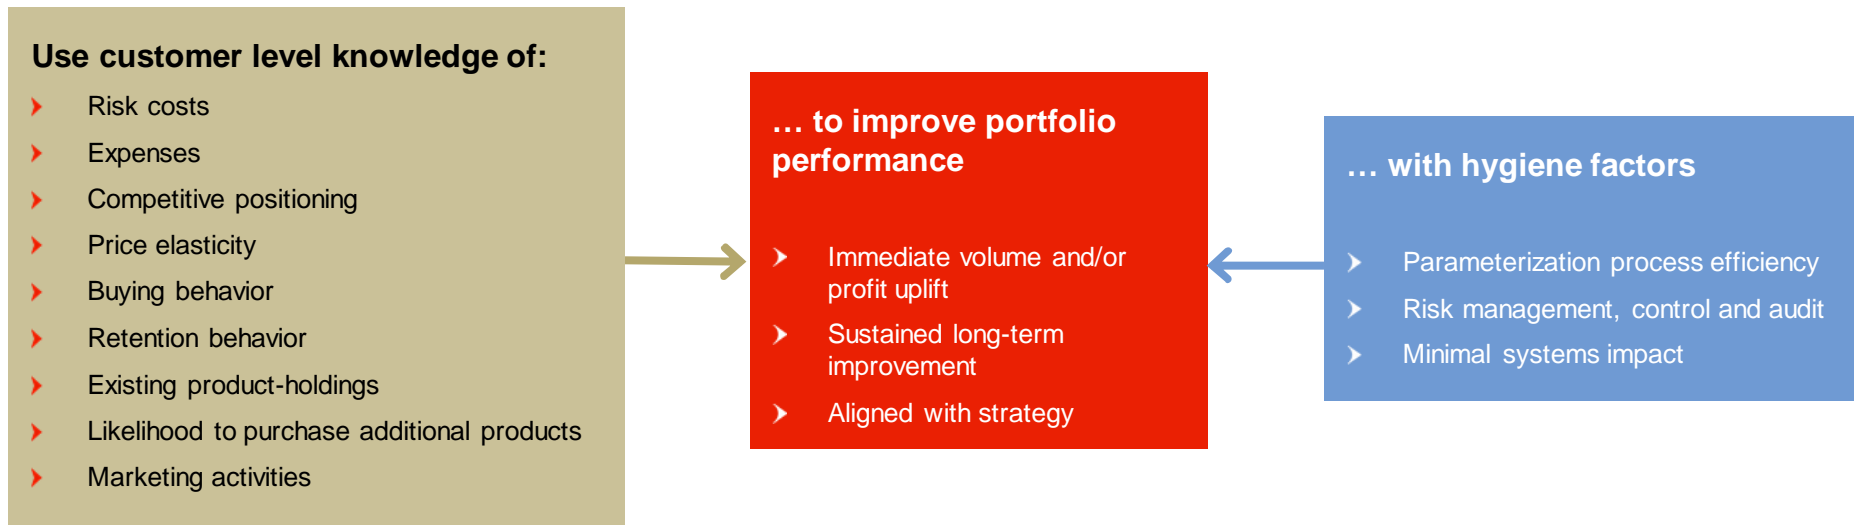 Use customer level knowledge of:
Risk costs
Expenses
Competitive positioning
Price elasticity
Buying behavior
Retention behavior
Existing product-holdings
Likelihood to purchase additional products
Marketing activities
… to improve portfolio
performance
Immediate volume and/or
profit uplift
Sustained long-term
improvement
Aligned with strategy
… with hygiene factors
Parameterization process efficiency
Risk management, control and audit
Minimal systems impact